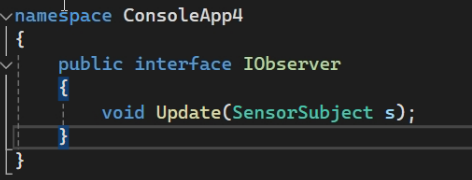 namespace ConsoleApp4
{
    public interface IObserver
    {
        void Update(SensorSubject s);
    }
}